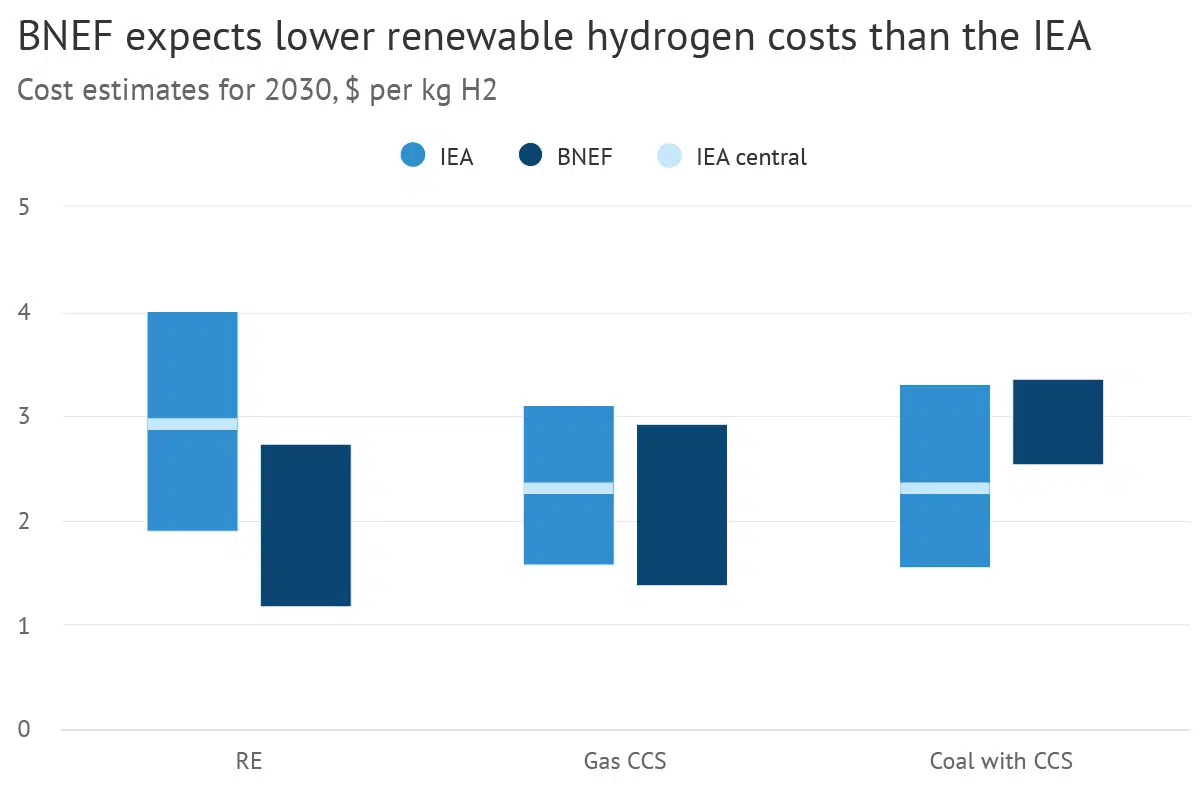 BNEF expects lower renewable hydrogen costs than the IEA
Cost estimates for 2030, $ per kg H2
IEA BNEF IEA central
5
4
3
2
1
0
RE Gas CCS Coal with CCS